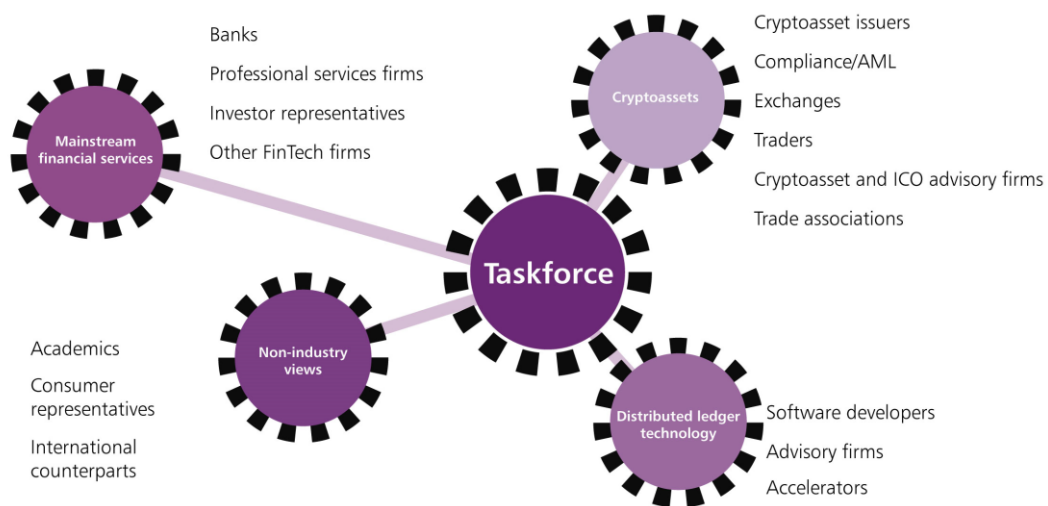 Banks
Professional services firms
Investor representatives
Other FinTech firms
Mainstream
financial services
Cryptoassets
Cryptoasset issuers
Compliance/AML
Exchanges
Traders
Cryptoasset and ICO advisory firms
Trade associations
Taskforce
Non-industry
views
Academics
Consumer
representatives
International
counterparts
Distributed ledger
technology
Software developers
Advisory firms
Accelerators